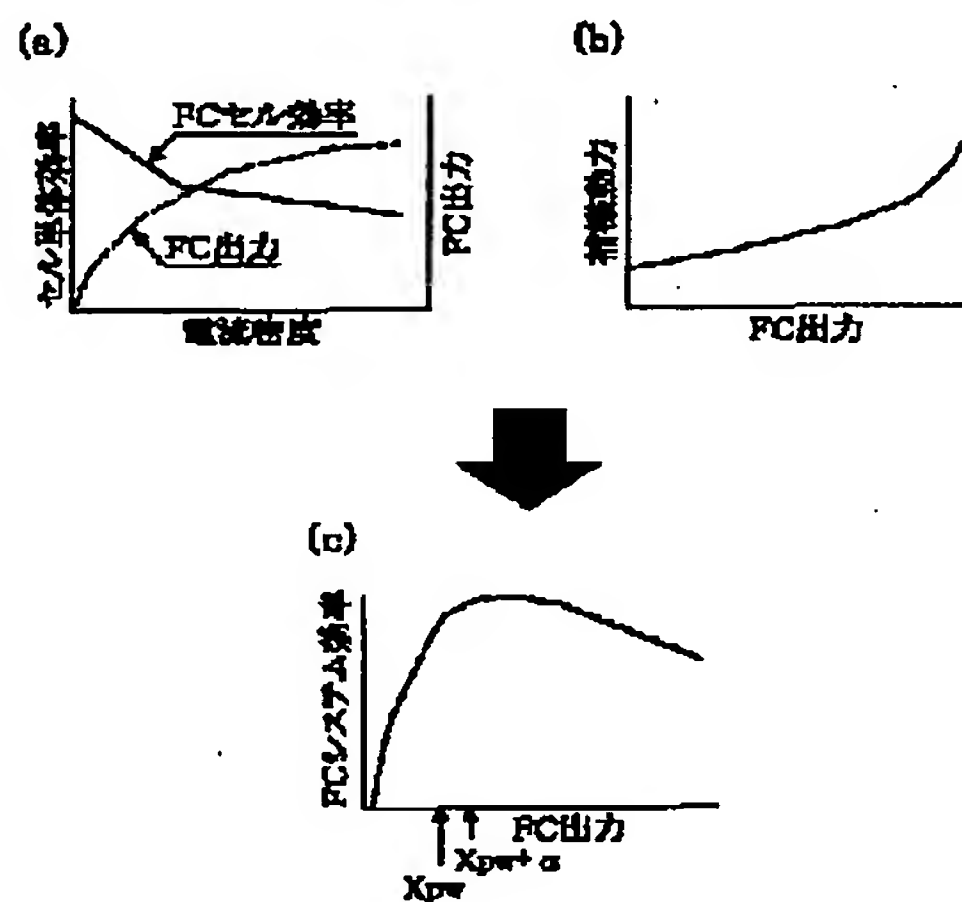 (a)
FCセル効率
セル単体効率
FC出力
FC出力
電流密度
(b)
補機動力
FC出力
(c)
FCシステム効率
FC出力
Xpw+α
Xpw